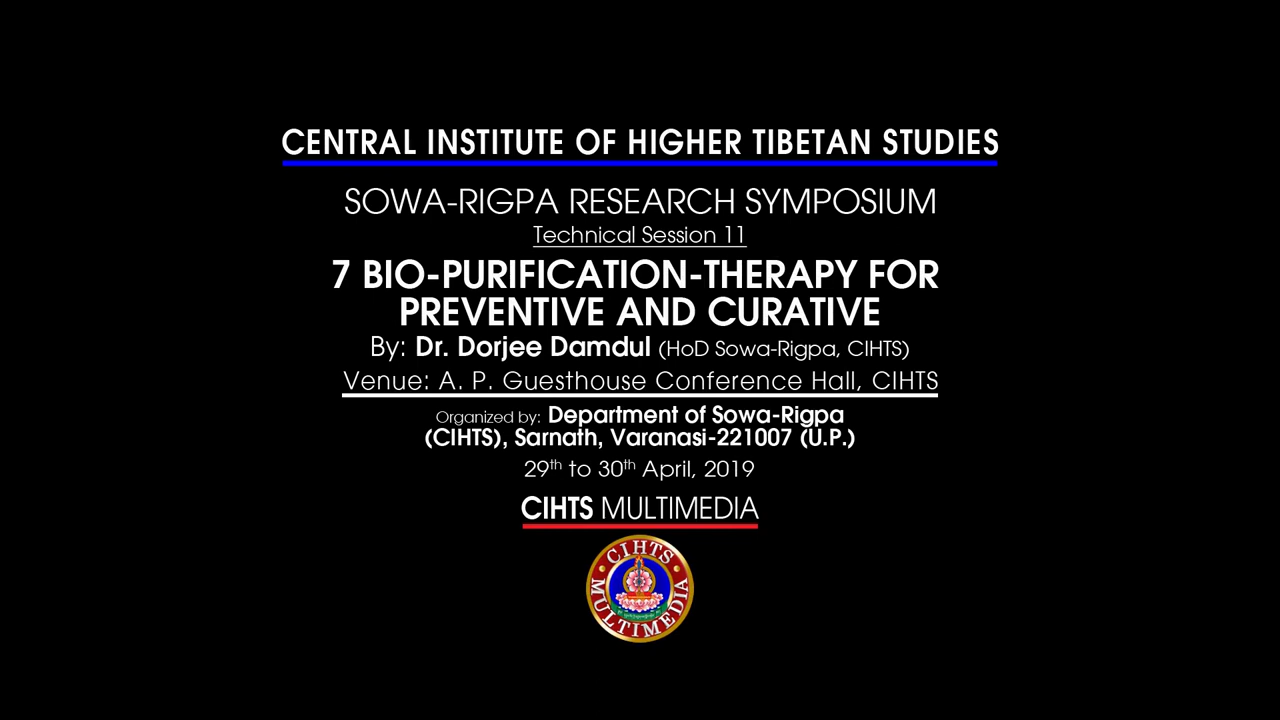 CENTRAL INSTITUTE OF HIGHER TIBETAN STUDIES
SOWA-RIGPA RESEARCH SYMPOSIUM
Technical Session 11
7 BIO-PURIFICATION-THERAPY FOR
PREVENTIVE AND CURATIVE
By: Dr. Dorjee Damdul (HoD Sowa-Rigpa, CIHTS)
Venue: A. P. Guesthouse Conference Hall, CIHTS
Organized by: Department of Sowa-Rigpa
(CIHTS), Sarnath, Varanasi-221007 (U.P.)
29th to 30th April, 2019
CIHTS MULTIMEDIA
CIHTS
MULTIMEDIA